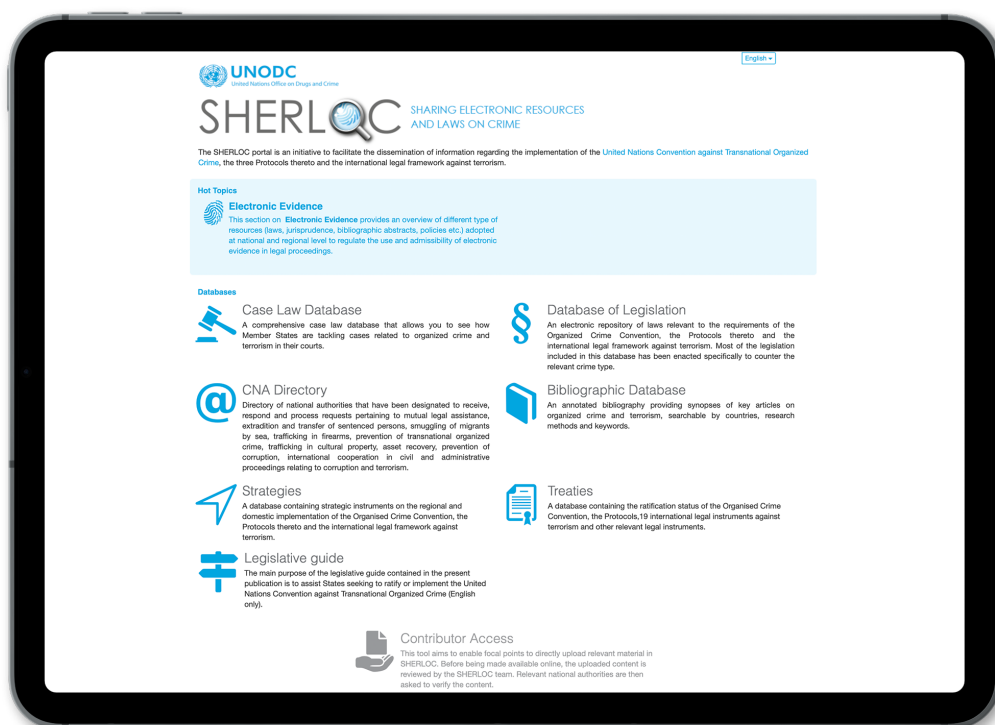 English
UNODC
United Nations Office on Drugs and Crime
SHERLOC
SHARING ELECTRONIC RESOURCES
AND LAWS ON CRIME
The SHERLOC portal is an initiative to facilitate the dissemination of information regarding the implementation of the United Nations Convention against Transnational Organized
Crime, the three Protocols thereto and the international legal framework against terrorism.
Hot Topics
Electronic Evidence
This section on Electronic Evidence provides an overview of different type of
resources (laws, jurisprudence, bibliographic abstracts, policies etc.) adopted
at national and regional level to regulate the use and admissibility of electronic
evidence in legal proceedings.
Databases
Case Law Database
A comprehensive case law database that allows you to see how
Member States are tackling cases related to organized crime and
terrorism in their courts.
§
Database of Legislation
An electronic repository of laws relevant to the requirements of the
Organized Crime Convention, the Protocols thereto and the
international legal framework against terrorism. Most of the legislation
included in this database has been enacted specifically to counter the
relevant crime type.
@
CNA Directory
Directory of national authorities that have been designated to receive,
respond and process requests pertaining to mutual legal assistance,
extradition and transfer of sentenced persons, smuggling of migrants
by sea, trafficking in firearms, prevention of transnational organized
crime, trafficking in cultural property, asset recovery, prevention of
corruption, international cooperation in civil and administrative
proceedings relating to corruption and terrorism.
Bibliographic Database
An annotated bibliography providing synopses of key articles on
organized crime and terrorism, searchable by countries, research
methods and keywords.
Strategies
A database containing strategic instruments on the regional and
domestic implementation of the Organised Crime Convention, the
Protocols thereto and the international legal framework against
terrorism.
Treaties
A database containing the ratification status of the Organised Crime
Convention, the Protocols,19 international legal instruments against
terrorism and other relevant legal instruments.
Legislative guide
The main purpose of the legislative guide contained in the present
publication is to assist States seeking to ratify or implement the United
Nations Convention against Transnational Organized Crime (English
only).
Contributor Access
This tool aims to enable focal points to directly upload relevant material in
SHERLOC. Before being made available online, the uploaded content is
reviewed by the SHERLOC team. Relevant national authorities are then
asked to verify the content.